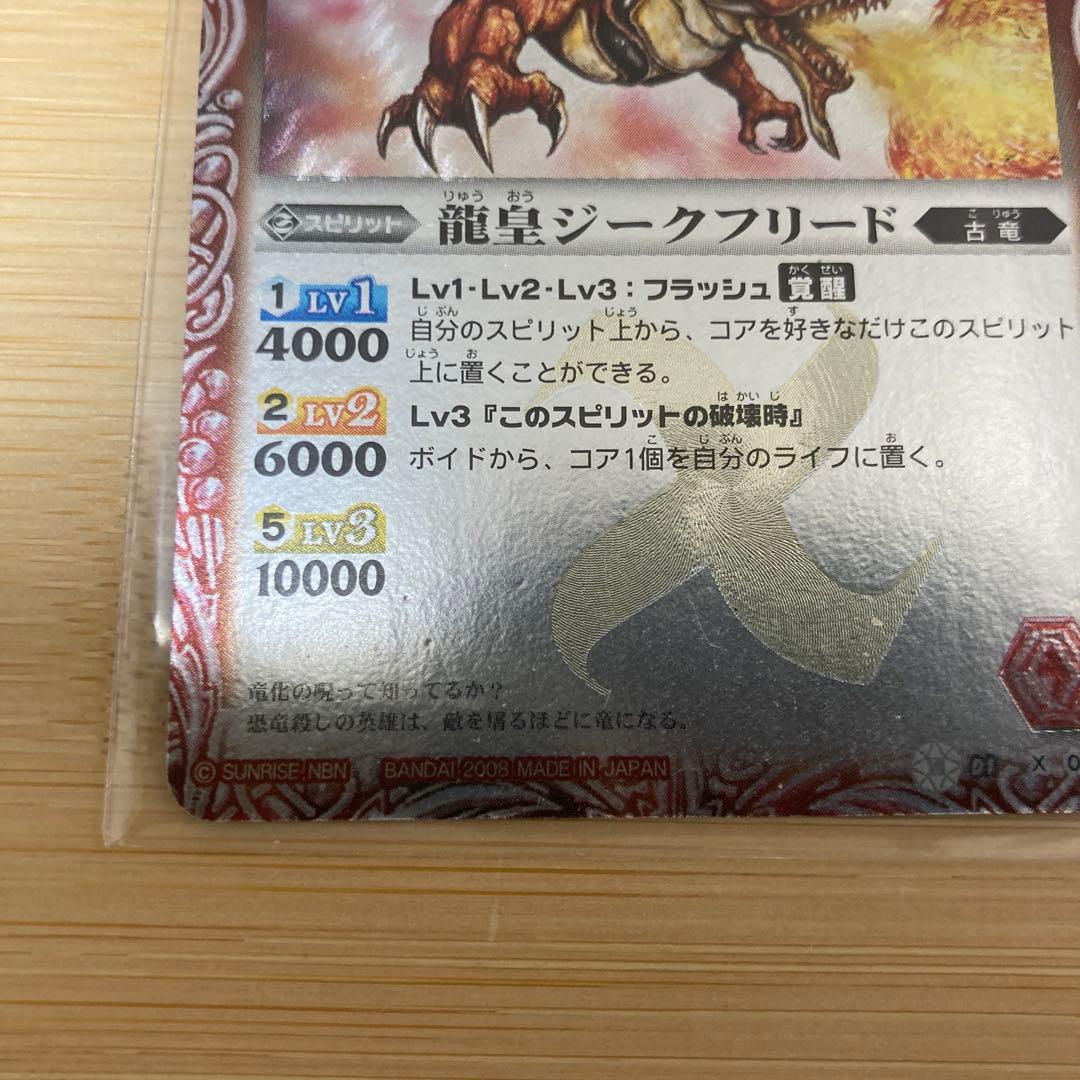 りゅう おう
スピリット 龍皇ジークフリード
こ りゅう
古竜
1 LV1
4000
2 LV2
6000
5 LV3
10000
かく せい
Lv1・Lv2・Lv3：フラッシュ 覚醒
じ ぶん じょう す
自分のスピリット上から、コアを好きなだけこのスピリット
じょう お
上に置くことができる。
は かい じ
Lv3『このスピリットの破壊時』
こ じ ぶん お
ボイドから、コア1個を自分のライフに置く。
竜化の呪って知ってるか？
恐竜殺しの英雄は、敵を屠るほどに竜になる。
© SUNRISE,NBN BANDAI 2008 MADE IN JAPAN
X 0